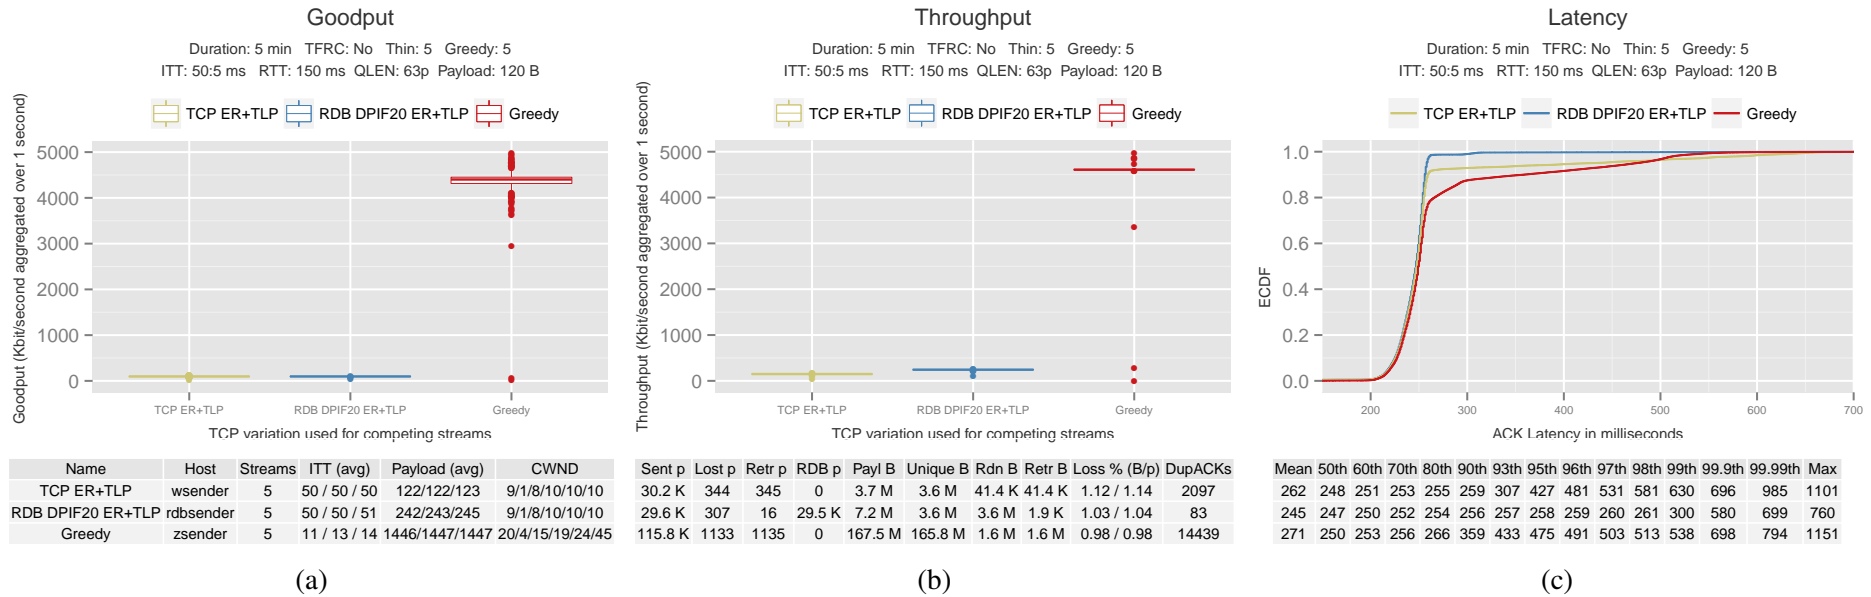 Goodput
Duration: 5 min TFRC: No Thin: 5 Greedy: 5
ITT: 50:5 ms RTT: 150 ms QLEN: 63p Payload: 120 B
TCP ER+TLP RDB DPIF20 ER+TLP Greedy
Goodput (Kbit/second aggregated over 1 second)
5000
4000
3000
2000
1000
0
TCP ER+TLP RDB DPIF20 ER+TLP Greedy
TCP variation used for competing streams
Name Host Streams ITT (avg) Payload (avg) CWND
TCP ER+TLP wsender 5 50 / 50 / 50 122/122/123 9/1/8/10/10/10
RDB DPIF20 ER+TLP rdbsender 5 50 / 50 / 51 242/243/245 9/1/8/10/10/10
Greedy zsender 5 11 / 13 / 14 1446/1447/1447 20/4/15/19/24/45
(a)
Throughput
Duration: 5 min TFRC: No Thin: 5 Greedy: 5
ITT: 50:5 ms RTT: 150 ms QLEN: 63p Payload: 120 B
TCP ER+TLP RDB DPIF20 ER+TLP Greedy
Throughput (Kbit/second aggregated over 1 second)
5000
4000
3000
2000
1000
0
TCP ER+TLP RDB DPIF20 ER+TLP Greedy
TCP variation used for competing streams
Sent p Lost p Retr p RDB p Payl B Unique B Rdn B Retr B Loss % (B/p) DupACKs
30.2 K 344 345 0 3.7 M 3.6 M 41.4 K 41.4 K 1.12 / 1.14 2097
29.6 K 307 16 29.5 K 7.2 M 3.6 M 3.6 M 1.9 K 1.03 / 1.04 83
115.8 K 1133 1135 0 167.5 M 165.8 M 1.6 M 1.6 M 0.98 / 0.98 14439
(b)
Latency
Duration: 5 min TFRC: No Thin: 5 Greedy: 5
ITT: 50:5 ms RTT: 150 ms QLEN: 63p Payload: 120 B
TCP ER+TLP RDB DPIF20 ER+TLP Greedy
ECDF
1.0
0.8
0.6
0.4
0.2
0.0
200 300 400 500 600 700
ACK Latency in milliseconds
Mean 50th 60th 70th 80th 90th 93th 95th 96th 97th 98th 99th 99.9th 99.99th Max
262 248 251 253 255 259 307 427 481 531 581 630 696 985 1101
245 247 250 252 254 256 257 258 259 260 261 300 580 699 760
271 250 253 256 266 359 433 475 491 503 513 538 698 794 1151
(c)